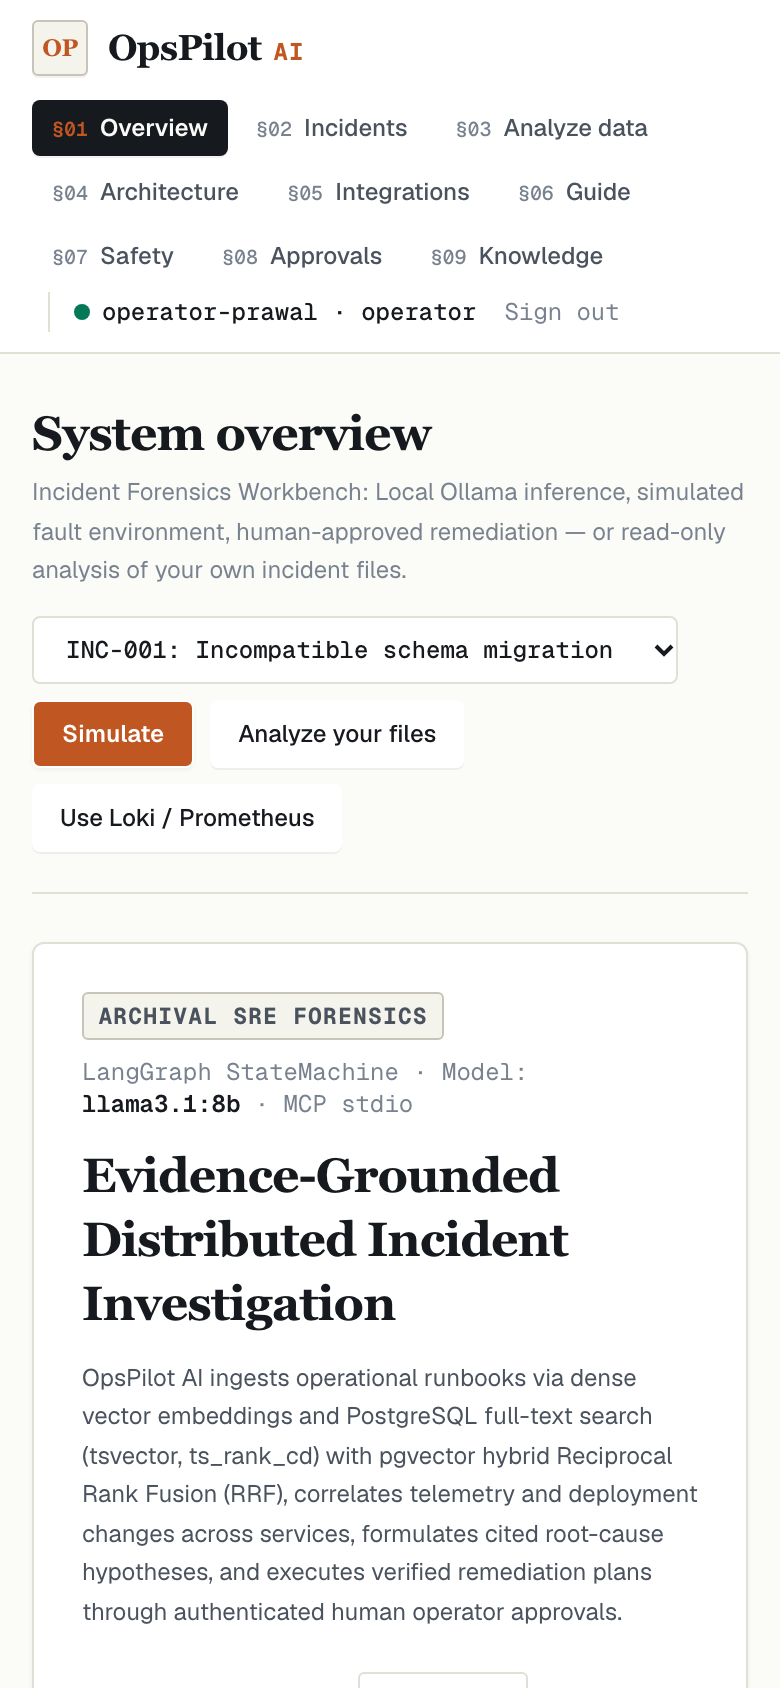 OP OpsPilot AI
§01 Overview §02 Incidents §03 Analyze data
§04 Architecture §05 Integrations §06 Guide
§07 Safety §08 Approvals §09 Knowledge
operator-prawal · operator Sign out
System overview
Incident Forensics Workbench: Local Ollama inference, simulated
fault environment, human-approved remediation — or read-only
analysis of your own incident files.
INC-001: Incompatible schema migration
Simulate Analyze your files
Use Loki / Prometheus
ARCHIVAL SRE FORENSICS
LangGraph StateMachine · Model:
llama3.1:8b · MCP stdio
Evidence-Grounded
Distributed Incident
Investigation
OpsPilot AI ingests operational runbooks via dense
vector embeddings and PostgreSQL full-text search
(tsvector, ts_rank_cd) with pgvector hybrid Reciprocal
Rank Fusion (RRF), correlates telemetry and deployment
changes across services, formulates cited root-cause
hypotheses, and executes verified remediation plans
through authenticated human operator approvals.